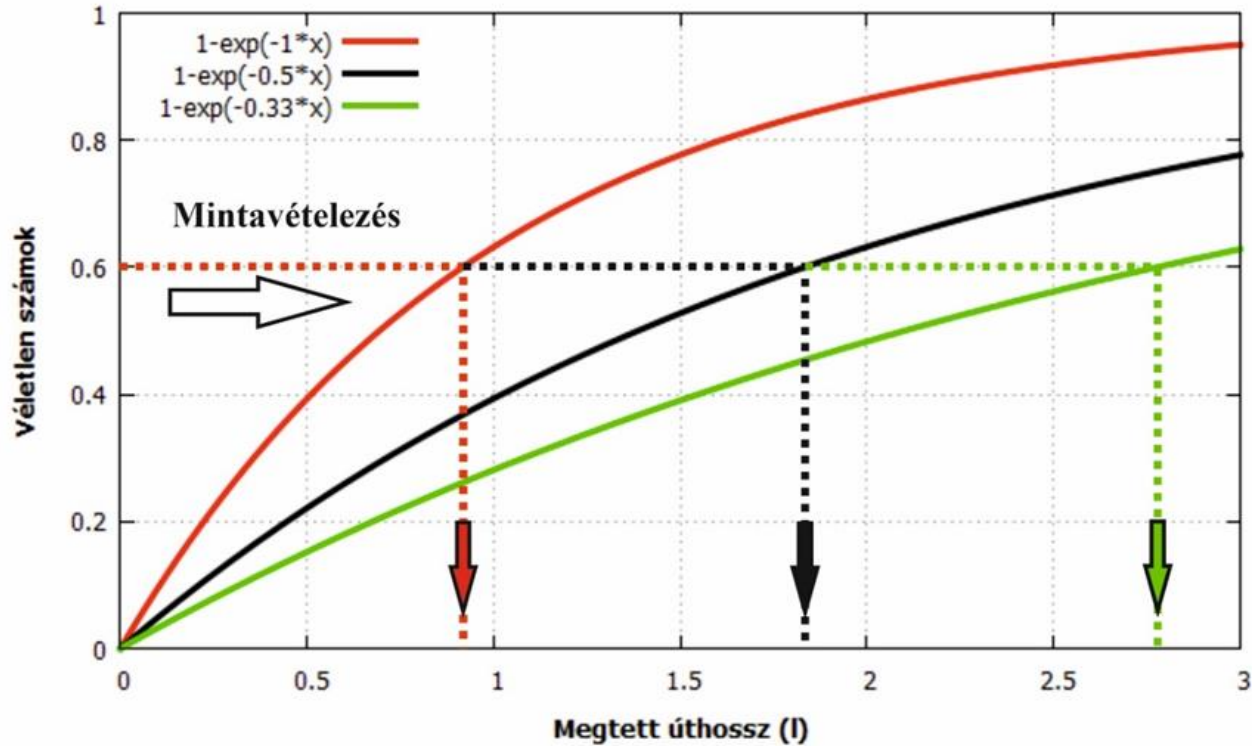 1
1-exp(-1*x)
1-exp(-0.5*x)
1-exp(-0.33*x)
0.8
Mintavételezés
0.6
0.4
0.2
0
Véletlen számok
0 0.5 1 1.5 2 2.5 3
Megtett úthossz (l)